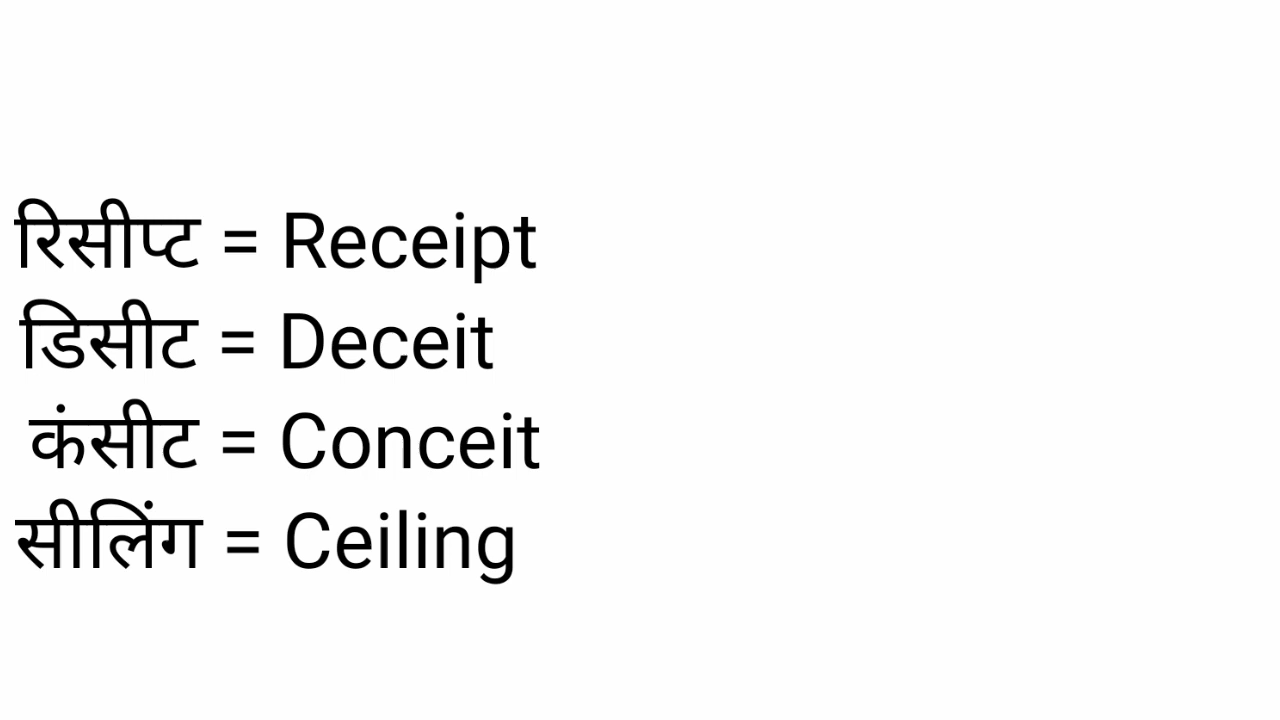 रिसीप्ट = Receipt
डिसीट = Deceit
कंसीट = Conceit
सीलिंग = Ceiling